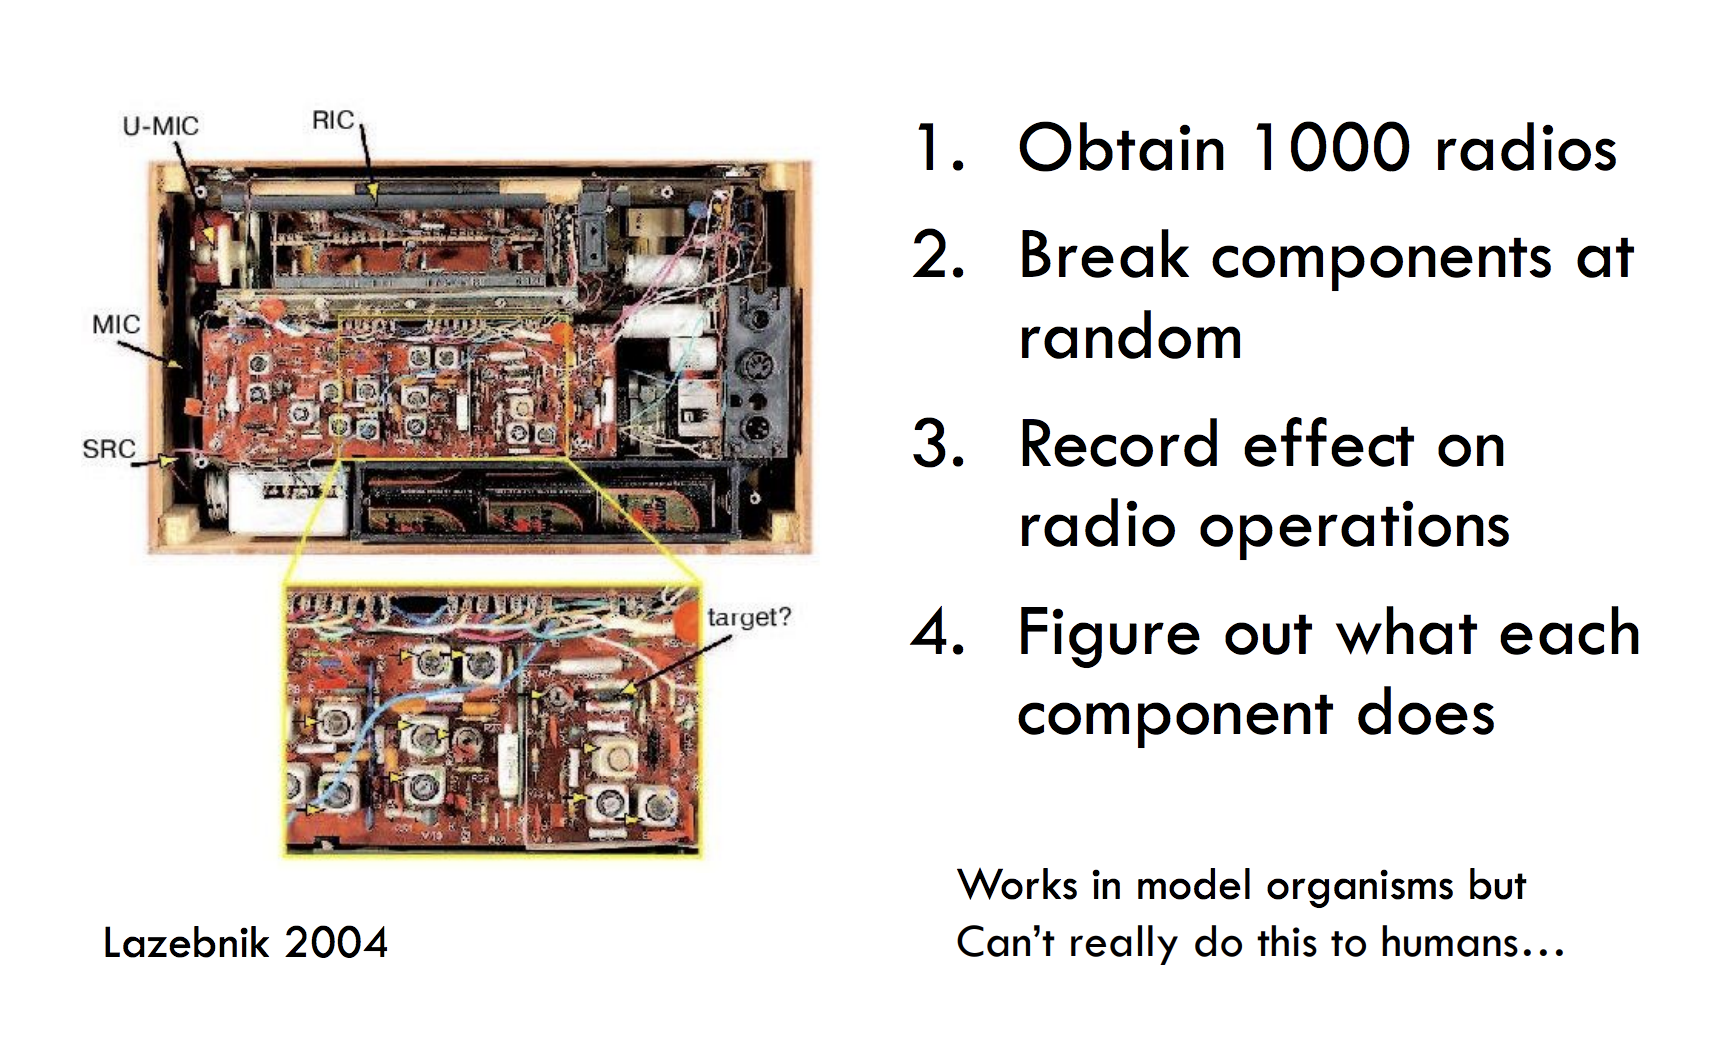 U-MIC
RIC
MIC
SRC
target?
Lazebnik 2004
1. Obtain 1000 radios
2. Break components at
random
3. Record effect on
radio operations
4. Figure out what each
component does
Works in model organisms but
Can't really do this to humans...